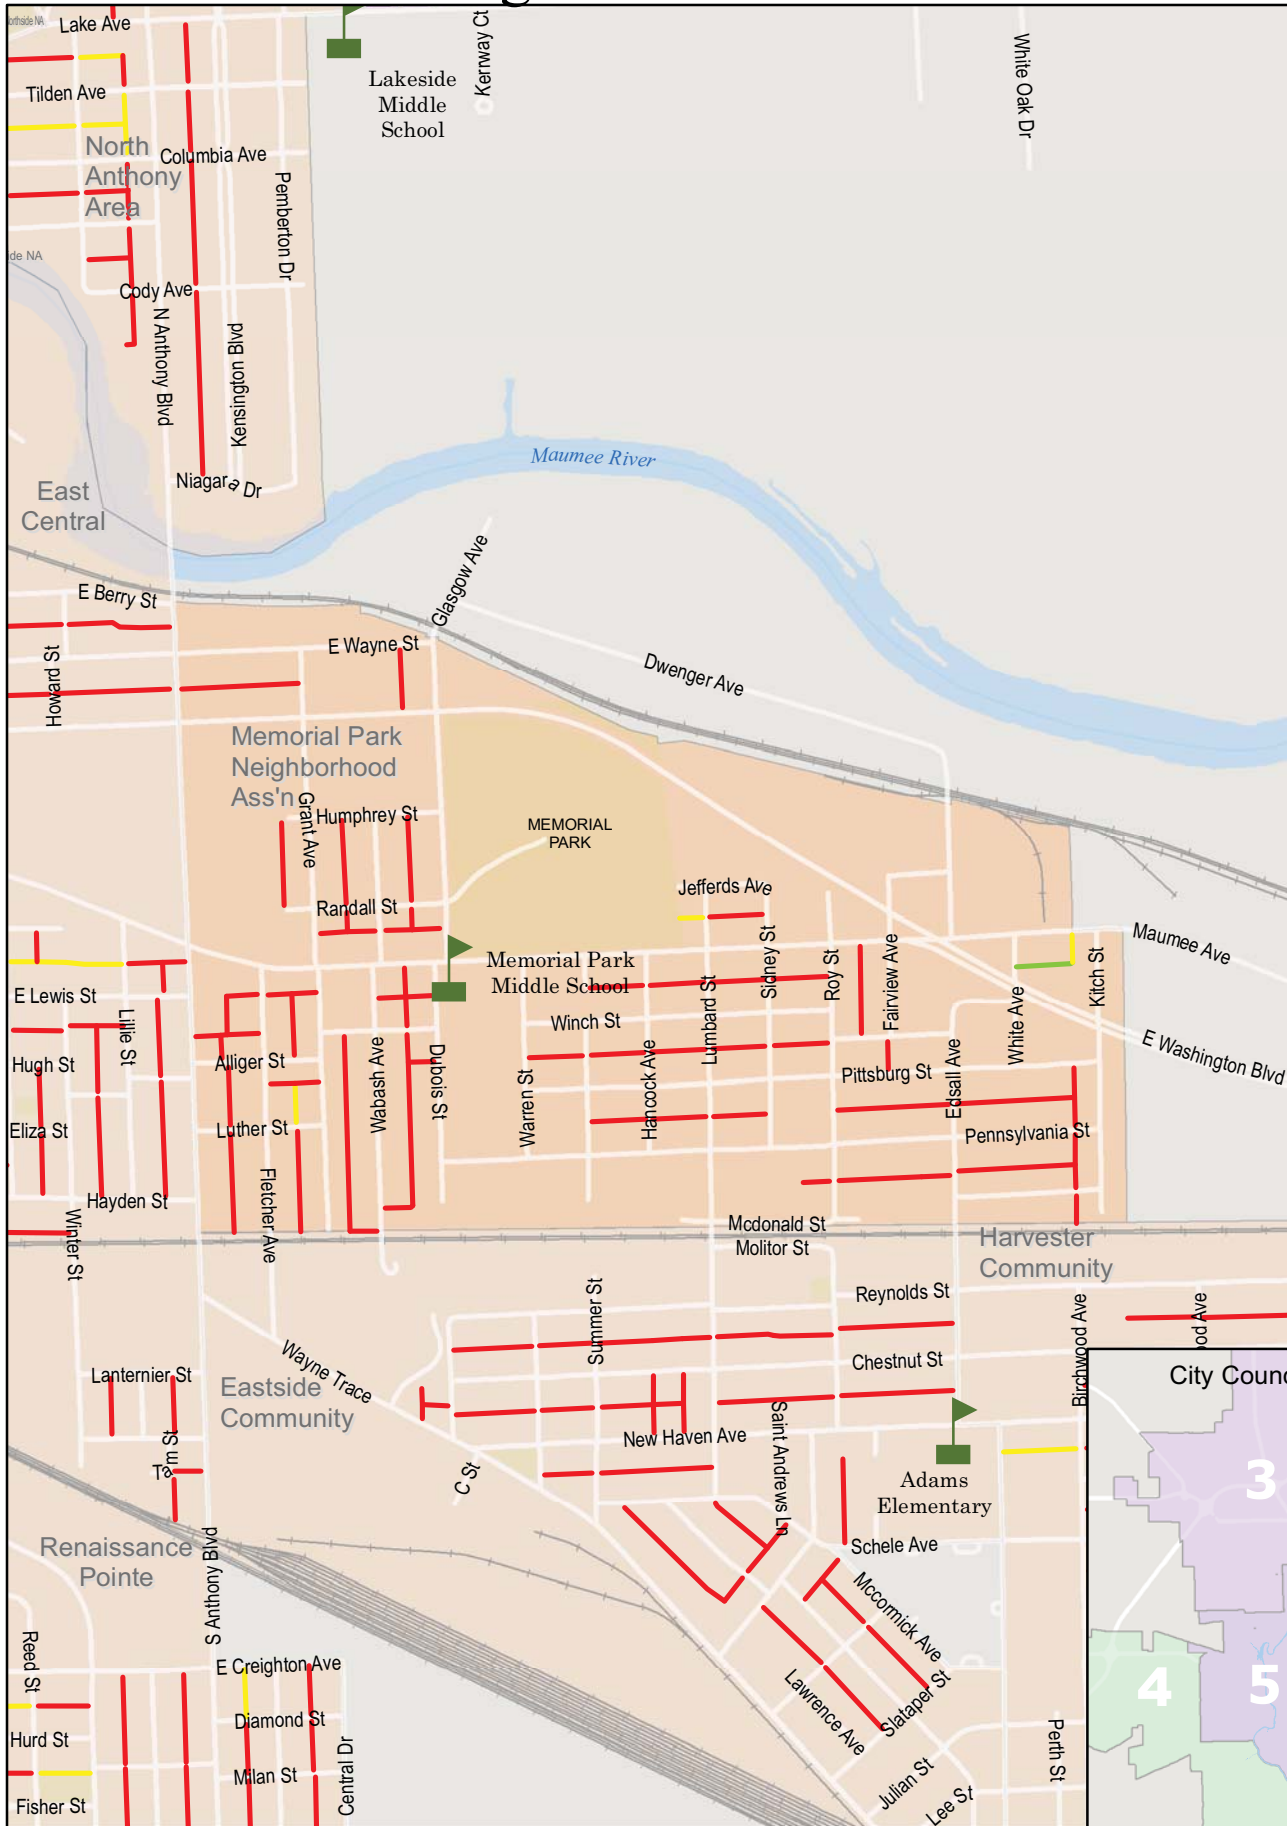 Lake Ave
Lakeside
Middle
School
Kernway Ct
White Oak Dr
Tilden Ave
North
Anthony
Area
Columbia Ave
Pemberton Dr
ide NA
Cody Ave
N Anthony Blvd
Kensington Blvd
Niagara Dr
Maumee River
East
Central
E Berry St
Glasgow Ave
E Wayne St
Howard St
Dwenger Ave
Memorial Park
Neighborhood
Ass'n
Grant Ave
Humphrey St
MEMORIAL
PARK
Randall St
Jefferds Ave
Memorial Park
Middle School
Sidney St
Roy St
Fairview Ave
Maumee Ave
Kitch St
E Lewis St
Lillie St
Winch St
Lumbard St
White Ave
E Washington Blvd
Hugh St
Alliger St
Wabash Ave
Dubois St
Warren St
Hancock Ave
Pittsburg St
Edsall Ave
Eliza St
Luther St
Pennsylvania St
Hayden St
Fletcher Ave
Winter St
Mcdonald St
Molitor St
Harvester
Community
Summer St
Reynolds St
Birchwood Ave
ood Ave
Lanternier St
Wayne Trace
Chestnut St
Eastside
Community
City Counc
New Haven Ave
Saint Andrews Ln
Tam St
C St
Adams
Elementary
3
Renaissance
Pointe
S Anthony Blvd
Schele Ave
Mccormick Ave
Reed St
E Creighton Ave
Lawrence Ave
Slataper St
4
5
Hurd St
Diamond St
Central Dr
Perth St
Milan St
Julian St
Fisher St
Lee St